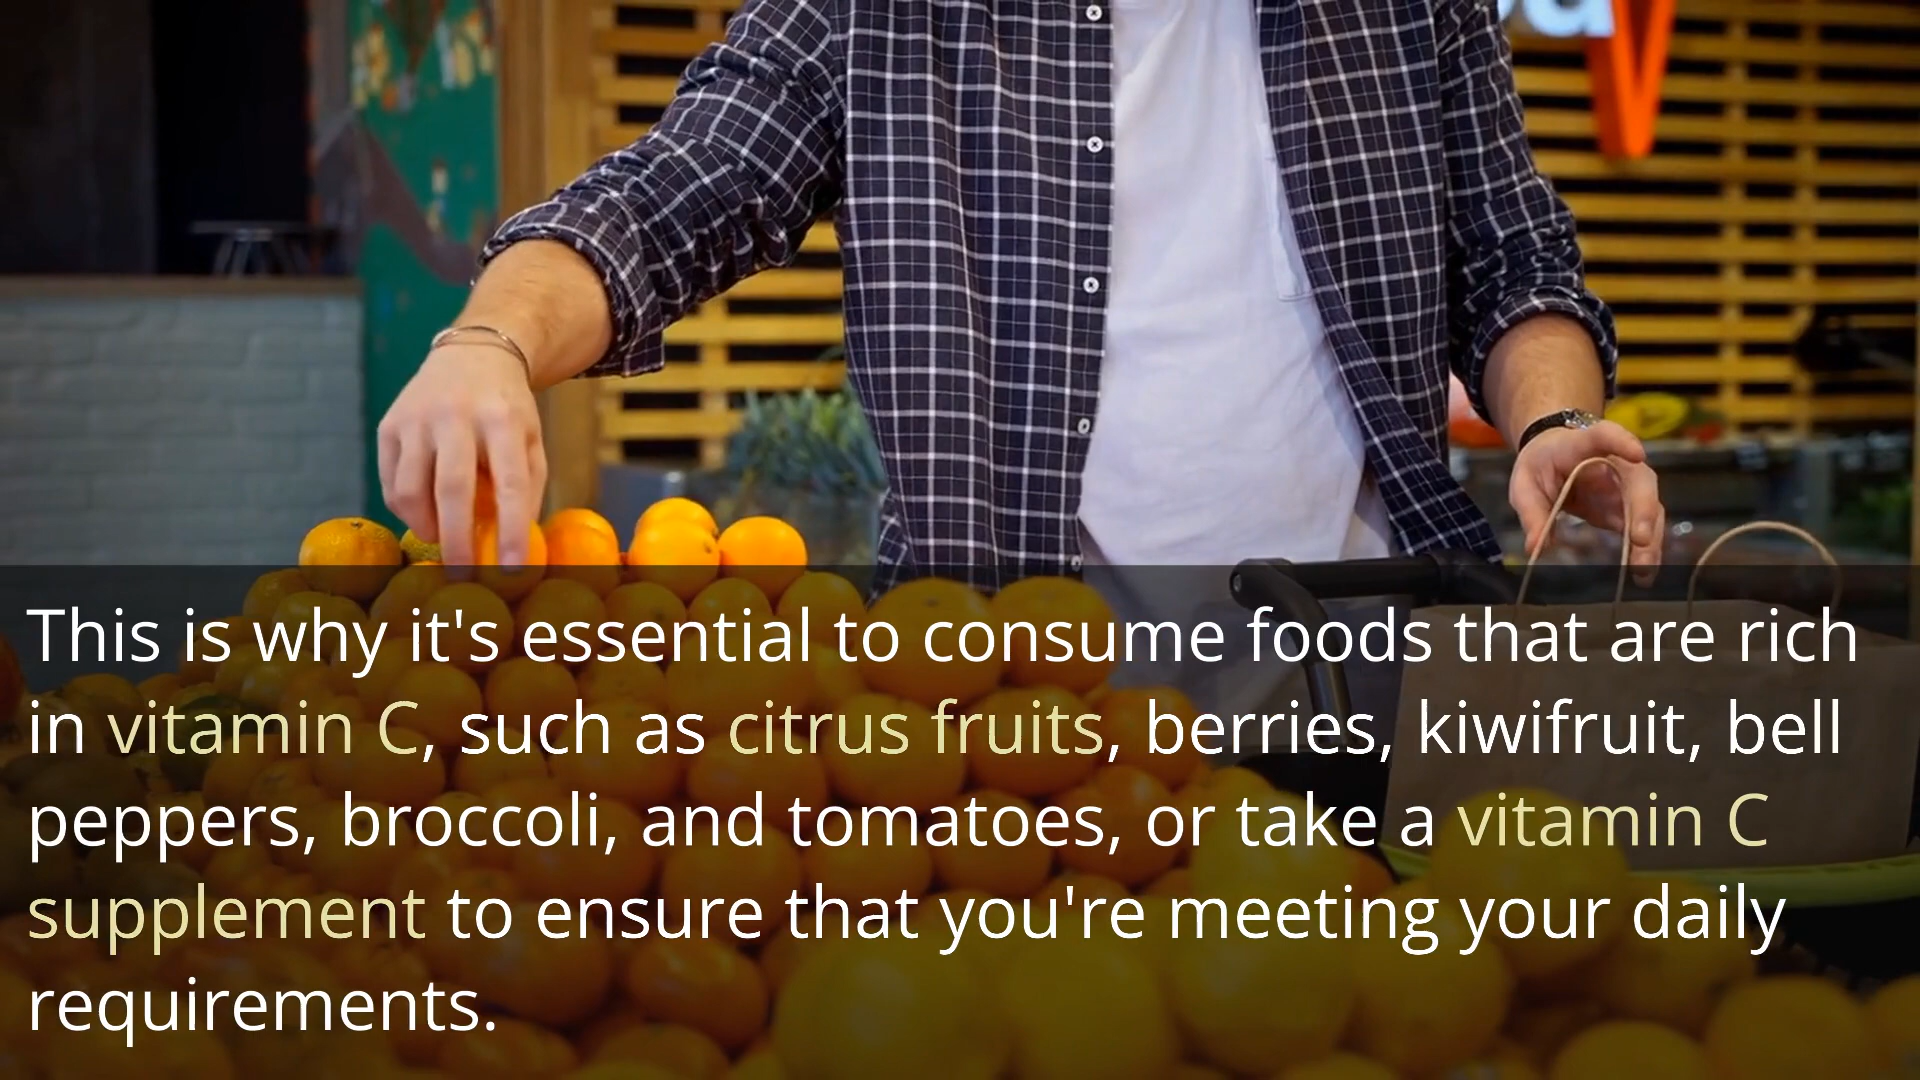 This is why it's essential to consume foods that are rich
in vitamin C, such as citrus fruits, berries, kiwifruit, bell
peppers, broccoli, and tomatoes, or take a vitamin C
supplement to ensure that you're meeting your daily
requirements.